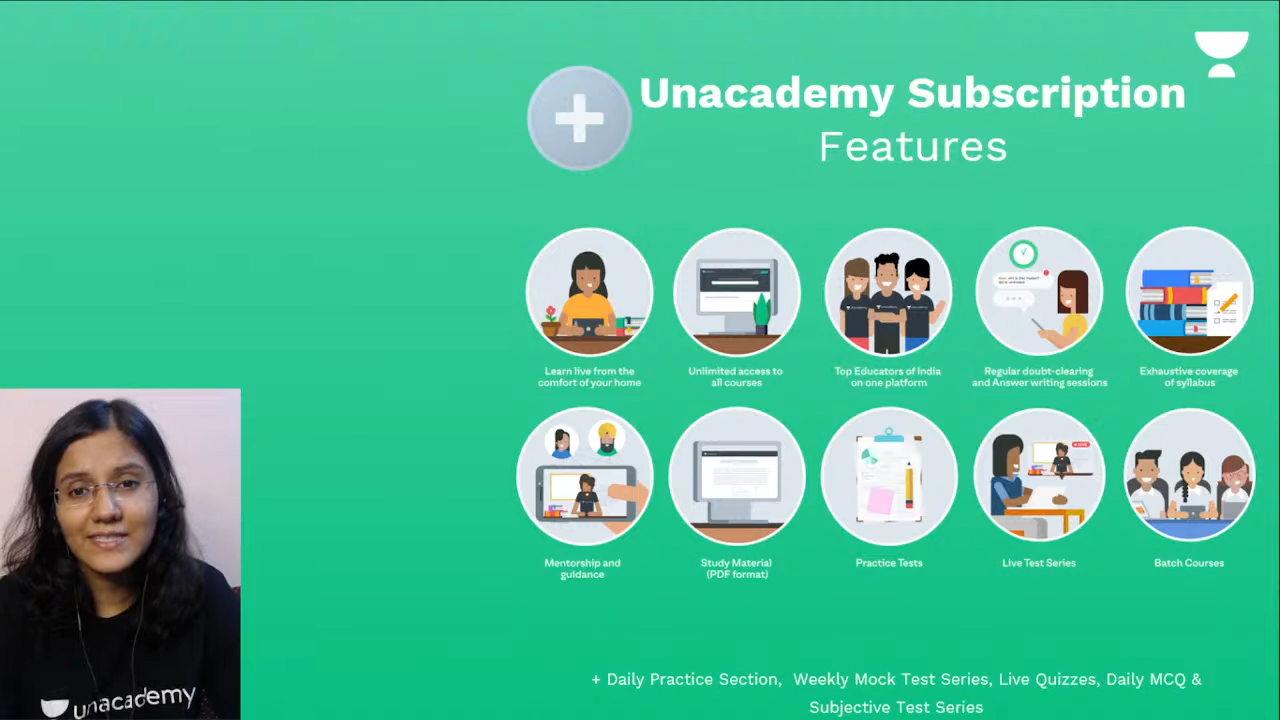 Unacademy Subscription
Features
Learn live from the
comfort of your home
Unlimited access to
all courses
Top Educators of India
on one platform
Regular doubt-clearing
and Answer writing sessions
Exhaustive coverage
of syllabus
Mentorship and
guidance
Study Material
(PDF format)
Practice Tests
Live Test Series
Batch Courses
+ Daily Practice Section, Weekly Mock Test Series, Live Quizzes, Daily MCQ &
Subjective Test Series
unacademy